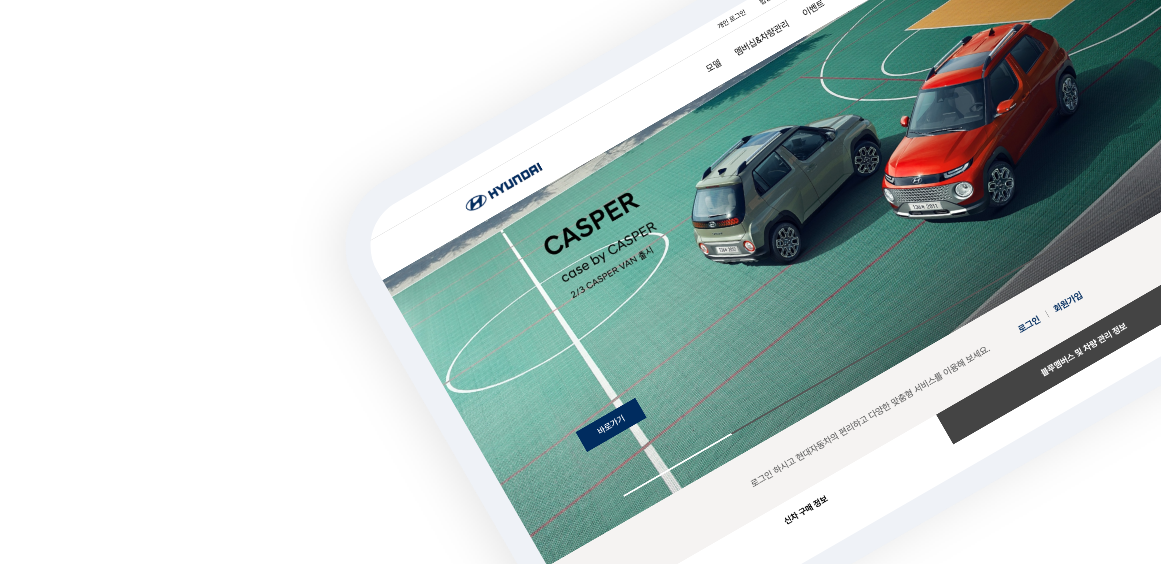 개인 로그인
모델
멤버십&차량관리
이벤트
HYUNDAI
CASPER
case by CASPER
2/3 CASPER VAN 출시
바로가기
로그인 하시고 현대자동차의 편리하고 다양한 맞춤형 서비스를 이용해 보세요.
로그인 | 회원가입
신차 구매 정보
블루멤버스 및 차량 관리 정보